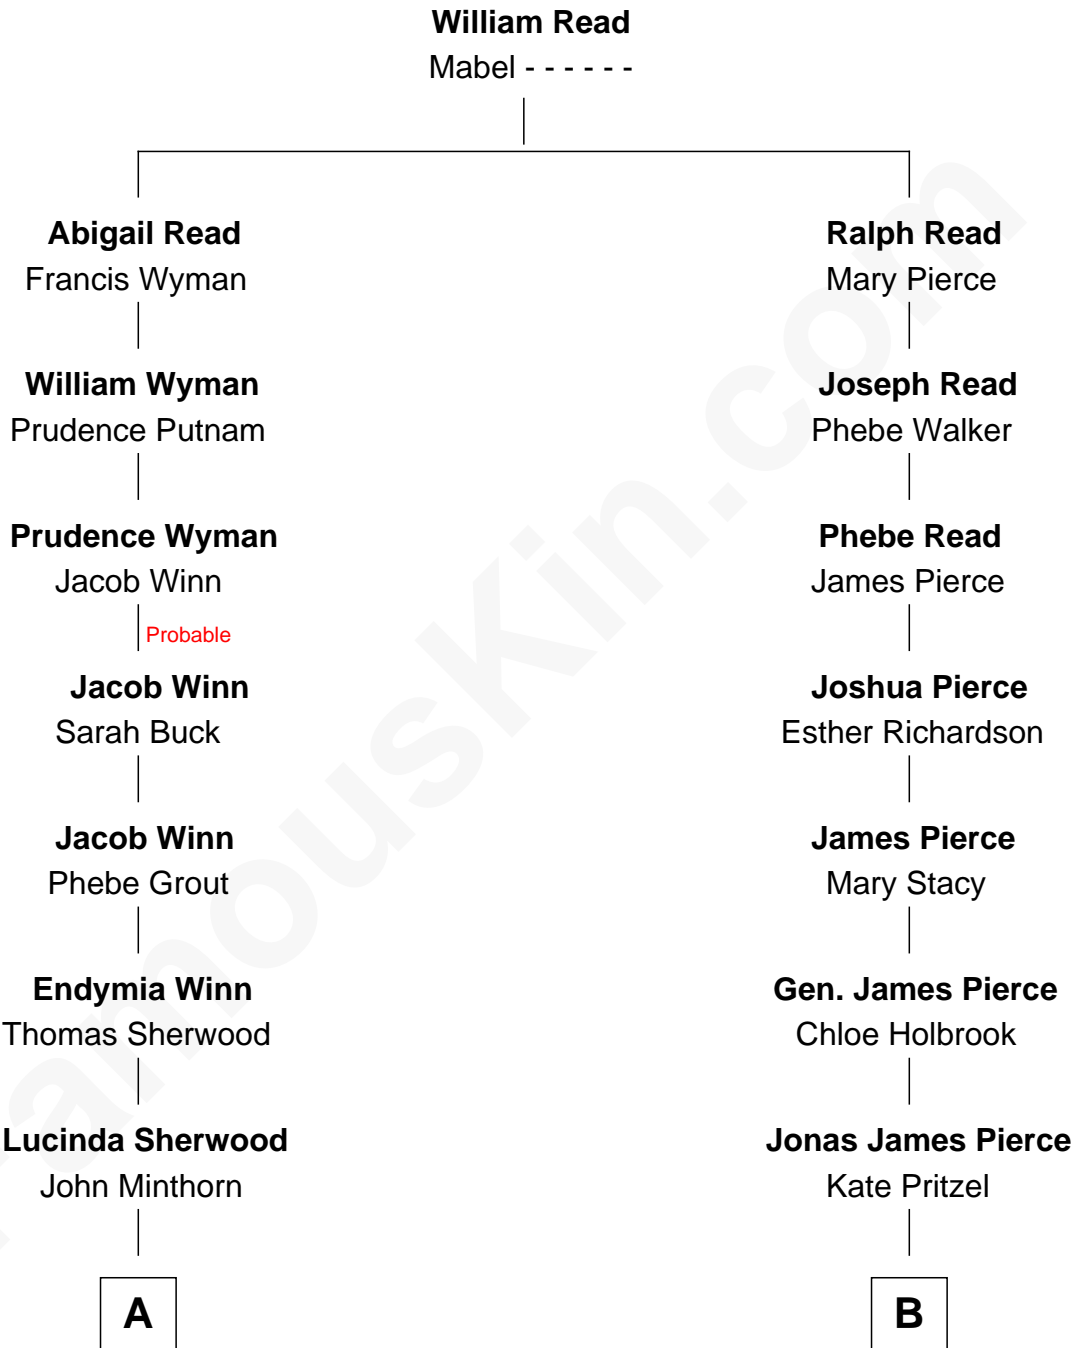 William Read
Mabel - - - - - -
Abigail Read
Francis Wyman
Ralph Read
Mary Pierce
William Wyman
Prudence Putnam
Joseph Read
Phebe Walker
Prudence Wyman
Jacob Winn
Phebe Read
James Pierce
Probable
Jacob Winn
Sarah Buck
Joshua Pierce
Esther Richardson
Jacob Winn
Phebe Grout
James Pierce
Mary Stacy
Endymia Winn
Thomas Sherwood
Gen. James Pierce
Chloe Holbrook
Lucinda Sherwood
John Minthorn
Jonas James Pierce
Kate Pritzel
A
B
FamousKin.com